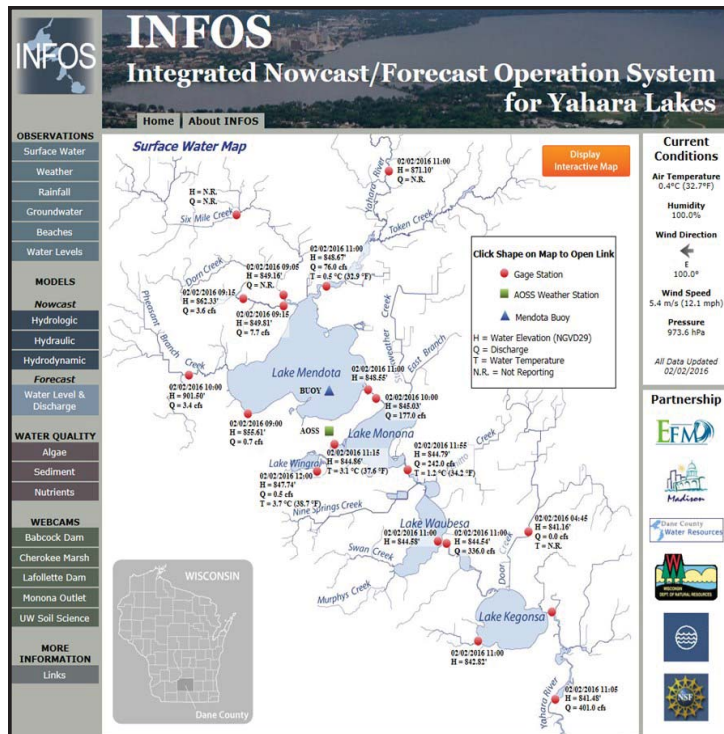 INFOS
INFOS
Integrated Nowcast/Forecast Operation System
for Yahara Lakes
Home
About INFOS
OBSERVATIONS
Surface Water
Weather
Rainfall
Groundwater
Beaches
Water Levels
MODELS
Nowcast
Hydrologic
Hydraulic
Hydrodynamic
Forecast
Water Level &
Discharge
WATER QUALITY
Algae
Sediment
Nutrients
WEBCAMS
Babcock Dam
Cherokee Marsh
Lafollette Dam
Monona Outlet
UW Soil Science
MORE
INFORMATION
Links
Surface Water Map
Display
Interactive Map
Yahara River
02/02/2016 11:00
H = 871.10'
Q = N.R.
H = N.R.
Q = N.R.
Six Mile Creek
Token Creek
02/02/2016 11:00
H = 848.67'
Q = 76.0 cfs
T = 0.5 °C (32.9 °F)
Dorn Creek
02/02/2016 09:05
H = 849.16'
Q = N.R.
02/02/2016 09:15
H = 862.33'
Q = 3.6 cfs
02/02/2016 09:15
H = 849.81'
Q = 7.7 cfs
Pheasant Branch Creek
Click Shape on Map to Open Link
Gage Station
AOSS Weather Station
Mendota Buoy
H = Water Elevation (NGVD29)
Q = Discharge
T = Water Temperature
N.R. = Not Reporting
East Branch
Lake Mendota
BUOY
02/02/2016 11:00
H = 848.55'
02/02/2016 10:00
H = 901.50'
Q = 3.4 cfs
02/02/2016 10:00
H = 845.03'
Q = 177.0 cfs
02/02/2016 09:00
H = 855.61'
Q = 0.7 cfs
AOSS
Lake Monona
02/02/2016 11:15
H = 844.86'
T = 3.1 °C (37.6 °F)
02/02/2016 11:55
H = 844.79'
Q = 242.0 cfs
T = 1.2 °C (34.2 °F)
Creek
02/02/2016 12:00
H = 847.74'
Q = 0.5 cfs
T = 3.7 °C (38.7 °F)
Nine Springs Creek
Lake Waubesa
02/02/2016 11:00
H = 844.58'
02/02/2016 11:00
H = 844.54'
Q = 336.0 cfs
02/02/2016 04:45
H = 841.16'
Q = 0.0 cfs
T = N.R.
Swan Creek
Door Creek
Murphys Creek
Lake Kegonsa
02/02/2016 11:00
H = 842.82'
Yahara River
02/02/2016 11:05
H = 841.48'
Q = 401.0 cfs
WISCONSIN
Dane County
Current
Conditions
Air Temperature
0.4°C (32.7°F)
Humidity
100.0%
Wind Direction
E
100.0°
Wind Speed
5.4 m/s (12.1 mph)
Pressure
973.6 hPa
All Data Updated
02/02/2016
Partnership
EFM
Madison
Dane County
Water Resources
WISCONSIN
DEPT. OF NATURAL RESOURCES
NSF